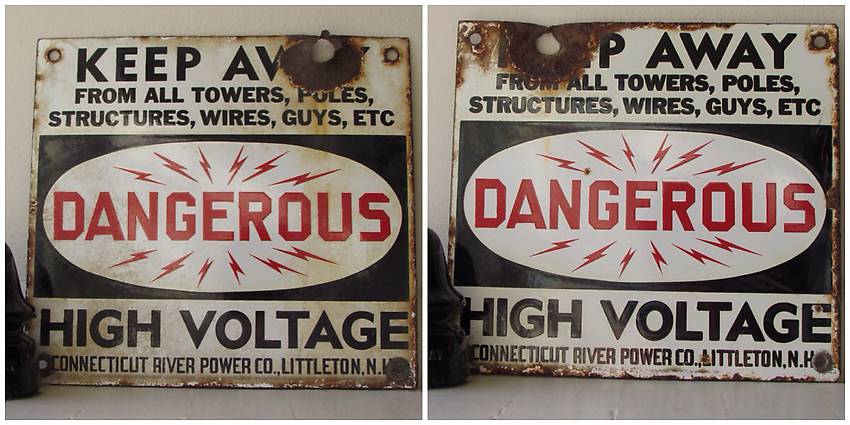 KEEP AWAY
FROM ALL TOWERS, POLES,
STRUCTURES, WIRES, GUYS, ETC
DANGEROUS
HIGH VOLTAGE
CONNECTICUT RIVER POWER CO., LITTLETON, N.H
KEEP AWAY
FROM ALL TOWERS, POLES,
STRUCTURES, WIRES, GUYS, ETC
DANGEROUS
HIGH VOLTAGE
CONNECTICUT RIVER POWER CO., LITTLETON, N.H